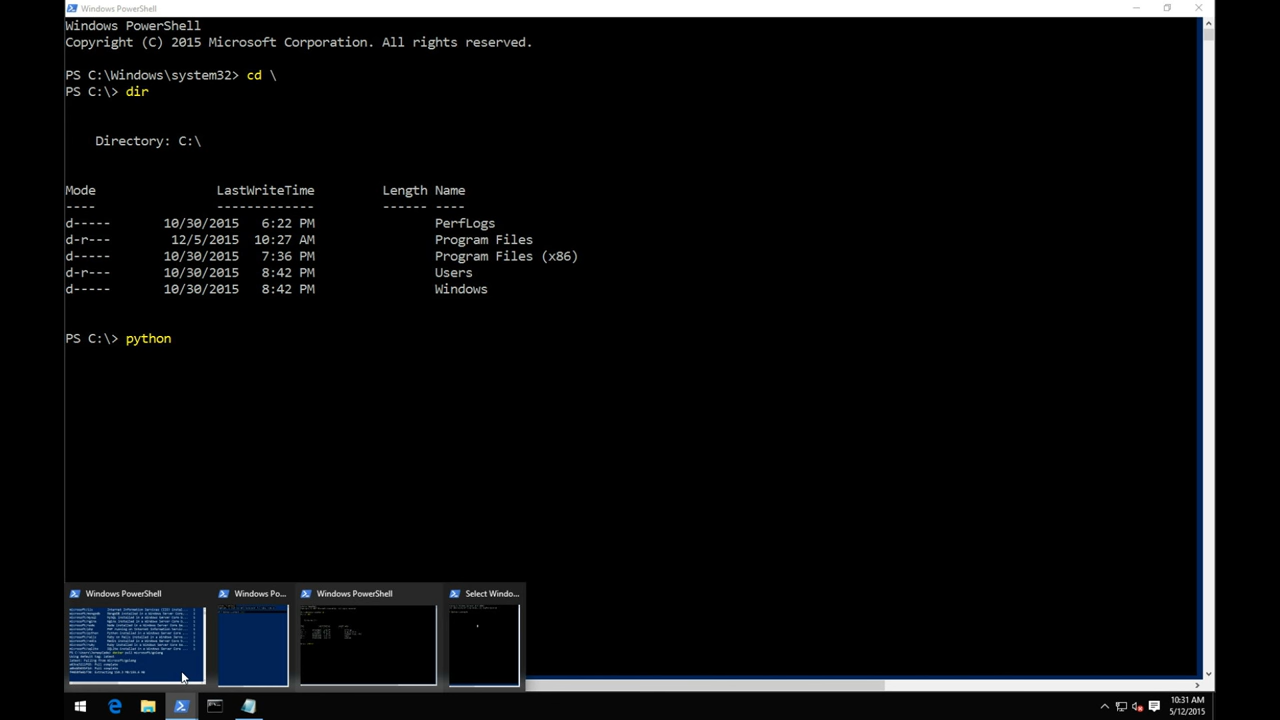 Windows PowerShell
Windows PowerShell
Copyright (C) 2015 Microsoft Corporation. All rights reserved.
PS C:\Windows\system32> cd \
PS C:\> dir
Directory: C:\
Mode LastWriteTime Length Name
---- ------------- ------ ----
d----- 10/30/2015 6:22 PM PerfLogs
d-r--- 12/5/2015 10:27 AM Program Files
d----- 10/30/2015 7:36 PM Program Files (x86)
d-r--- 10/30/2015 8:42 PM Users
d----- 10/30/2015 8:42 PM Windows
PS C:\> python
Windows PowerShell Windows Po... Windows PowerShell Select Windo...
10:31 AM
5/12/2015